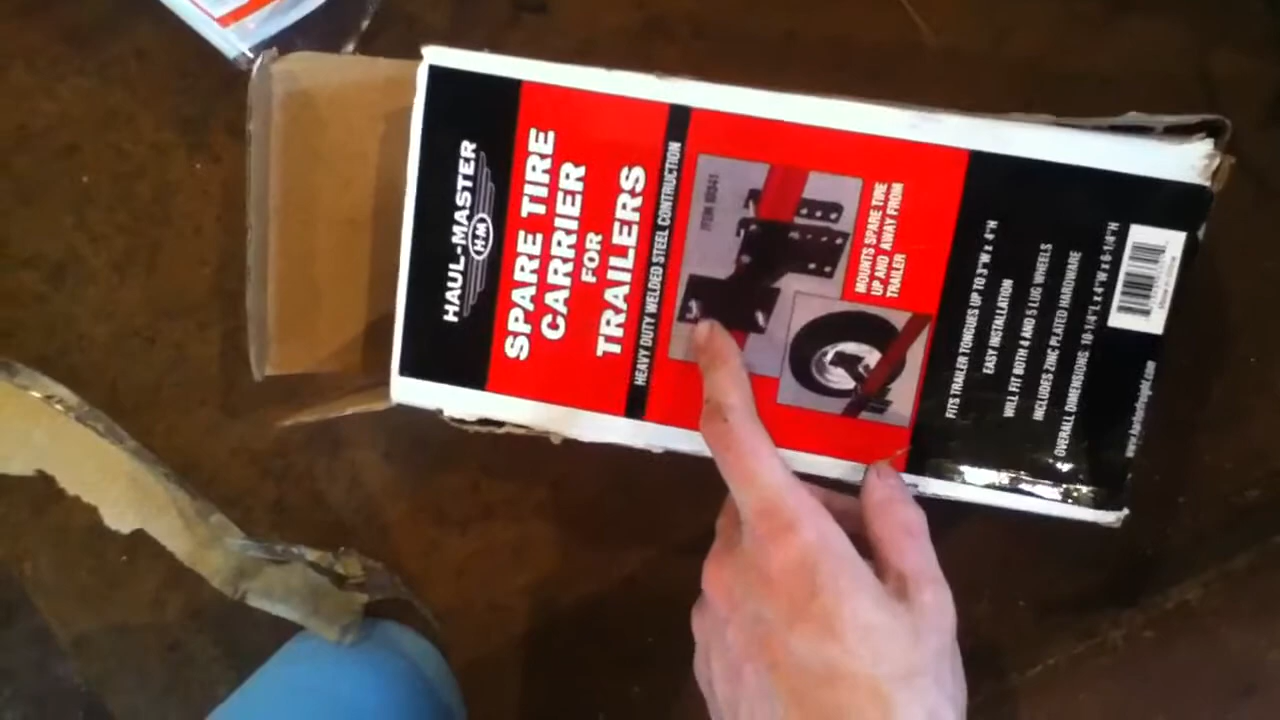 HAUL-MASTER
H-M
SPARE TIRE
CARRIER
FOR
TRAILERS
HEAVY DUTY WELDED STEEL CONTRUCTION
ITEM
MOUNTS SPARE TIRE
UP AND AWAY FROM
TRAILER
FITS TRAILER TONGUES UP TO 3"W x 4"H
EASY INSTALLATION
WILL FIT BOTH 4 AND 5 LUG WHEELS
INCLUDES ZINC PLATED HARDWARE
OVERALL DIMENSIONS: 10-1/4"L x 4"W x 6-1/4"H
www.harborfreight.com